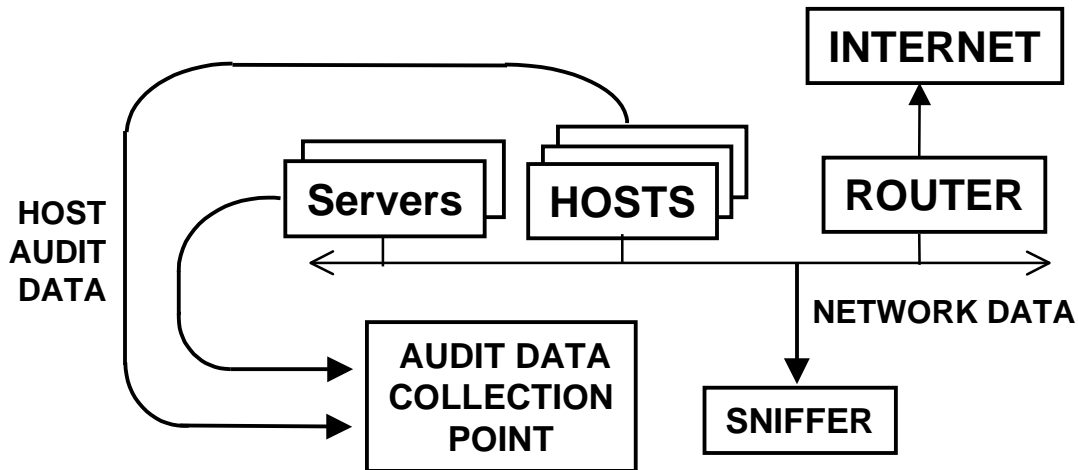 INTERNET
Servers
HOSTS
ROUTER
HOST
AUDIT
DATA
NETWORK DATA
AUDIT DATA
COLLECTION
POINT
SNIFFER